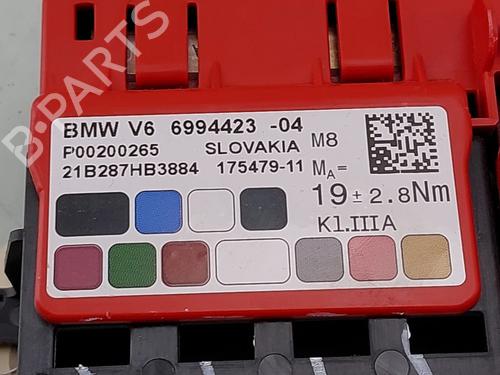 B-PARTS
BMW V6 6994423 -04
P00200265 SLOVAKIA M8
21B287HB3884 175479-11 MA=
19 ± 2.8Nm
Kl.IIIA